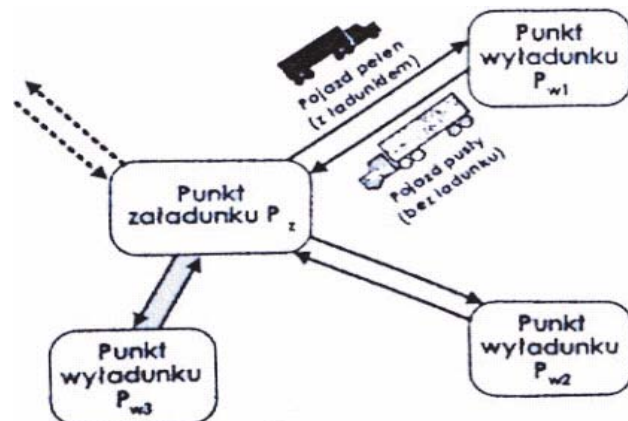 Punkt
wyładunku
Pw1
Pojazd pełen
(z ładunkiem)
Pojazd pusty
(bez ładunku)
Punkt
załadunku Pz
Punkt
wyładunku
Pw3
Punkt
wyładunku
Pw2